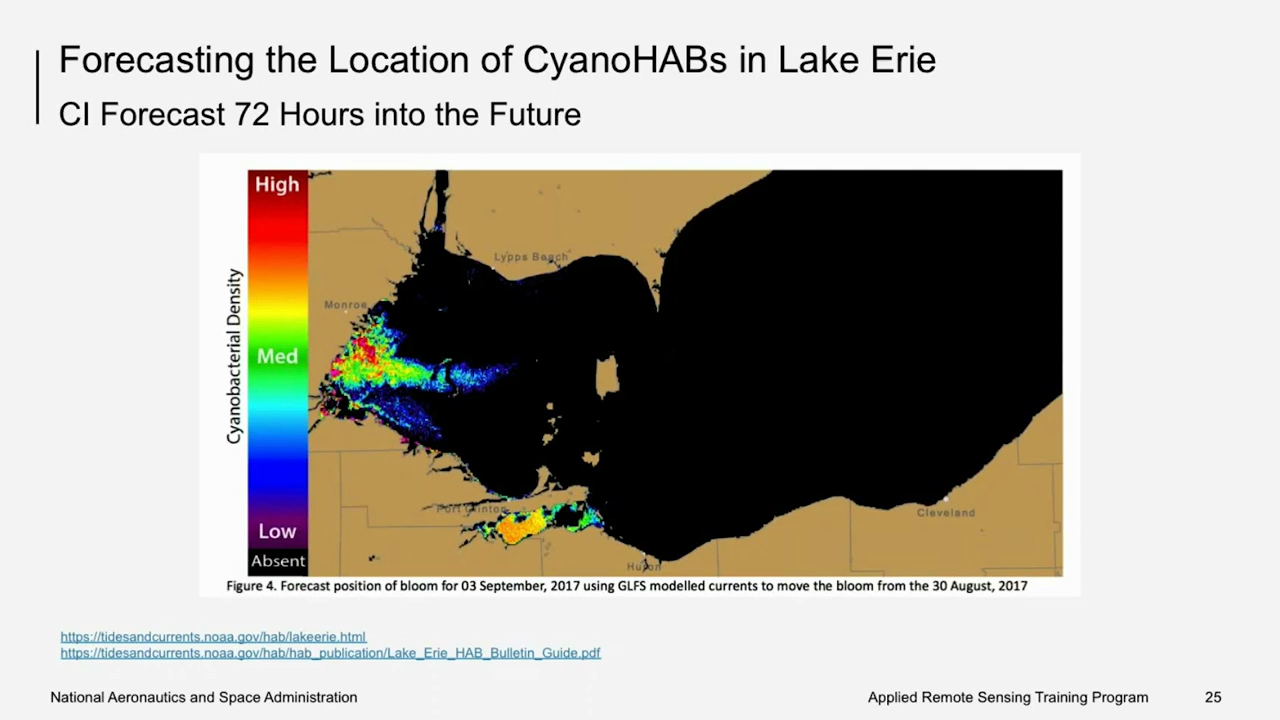 Forecasting the Location of CyanoHABs in Lake Erie
CI Forecast 72 Hours into the Future
High
Med
Low
Absent
Cyanobacterial Density
Lypps Beach
Monroe
Port Clinton
Cleveland
Huron
Figure 4. Forecast position of bloom for 03 September, 2017 using GLFS modelled currents to move the bloom from the 30 August, 2017
https://tidesandcurrents.noaa.gov/hab/lakeerie.html
https://tidesandcurrents.noaa.gov/hab/hab_publication/Lake_Erie_HAB_Bulletin_Guide.pdf
National Aeronautics and Space Administration
Applied Remote Sensing Training Program
25